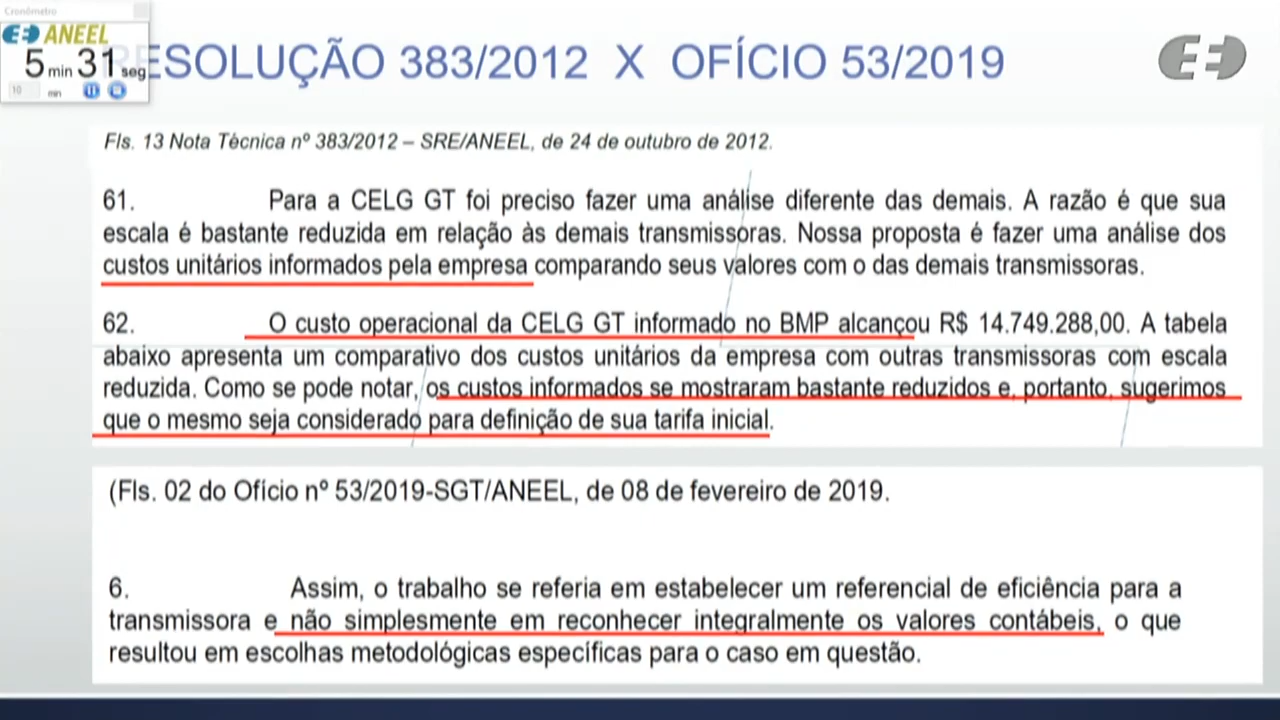 Cronômetro
ANEEL
5 min 31 seg
10 min
RESOLUÇÃO 383/2012 X OFÍCIO 53/2019
Fls. 13 Nota Técnica nº 383/2012 – SRE/ANEEL, de 24 de outubro de 2012.
61. Para a CELG GT foi preciso fazer uma análise diferente das demais. A razão é que sua
escala é bastante reduzida em relação às demais transmissoras. Nossa proposta é fazer uma análise dos
custos unitários informados pela empresa comparando seus valores com o das demais transmissoras.
62. O custo operacional da CELG GT informado no BMP alcançou R$ 14.749.288,00. A tabela
abaixo apresenta um comparativo dos custos unitários da empresa com outras transmissoras com escala
reduzida. Como se pode notar, os custos informados se mostraram bastante reduzidos e, portanto, sugerimos
que o mesmo seja considerado para definição de sua tarifa inicial.
(Fls. 02 do Ofício nº 53/2019-SGT/ANEEL, de 08 de fevereiro de 2019.
6. Assim, o trabalho se referia em estabelecer um referencial de eficiência para a
transmissora e não simplesmente em reconhecer integralmente os valores contábeis, o que
resultou em escolhas metodológicas específicas para o caso em questão.